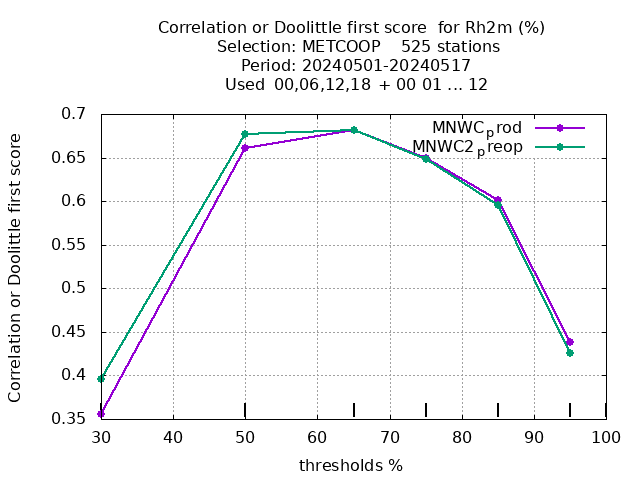 Correlation or Doolittle first score  for Rh2m (%)
Selection: METCOOP    525 stations
Period: 20240501-20240517
Used  00,06,12,18 + 00 01 ... 12
MNWCprod
MNWC2preop
Correlation or Doolittle first score
0.7
0.65
0.6
0.55
0.5
0.45
0.4
0.35
30 40 50 60 70 80 90 100
thresholds %